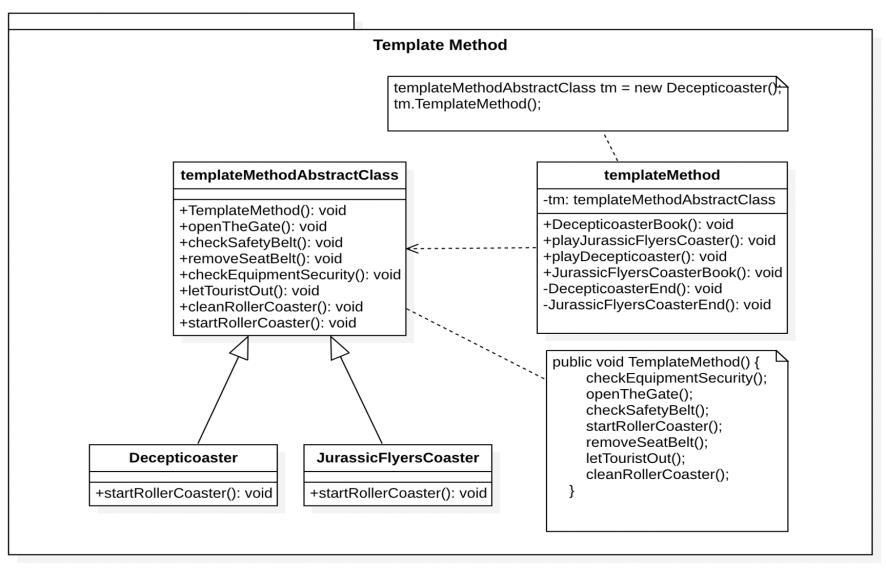 Template Method
templateMethodAbstractClass tm = new Decepticoaster();
tm.TemplateMethod();
templateMethodAbstractClass
+TemplateMethod(): void
+openTheGate(): void
+checkSafetyBelt(): void
+removeSeatBelt(): void
+checkEquipmentSecurity(): void
+letTouristOut(): void
+cleanRollerCoaster(): void
+startRollerCoaster(): void
templateMethod
-tm: templateMethodAbstractClass
+DecepticoasterBook(): void
+playJurassicFlyersCoaster(): void
+playDecepticoaster(): void
+JurassicFlyersCoasterBook(): void
-DecepticoasterEnd(): void
-JurassicFlyersCoasterEnd(): void
public void TemplateMethod() {
checkEquipmentSecurity();
openTheGate();
checkSafetyBelt();
startRollerCoaster();
removeSeatBelt();
letTouristOut();
cleanRollerCoaster();
}
Decepticoaster
+startRollerCoaster(): void
JurassicFlyersCoaster
+startRollerCoaster(): void